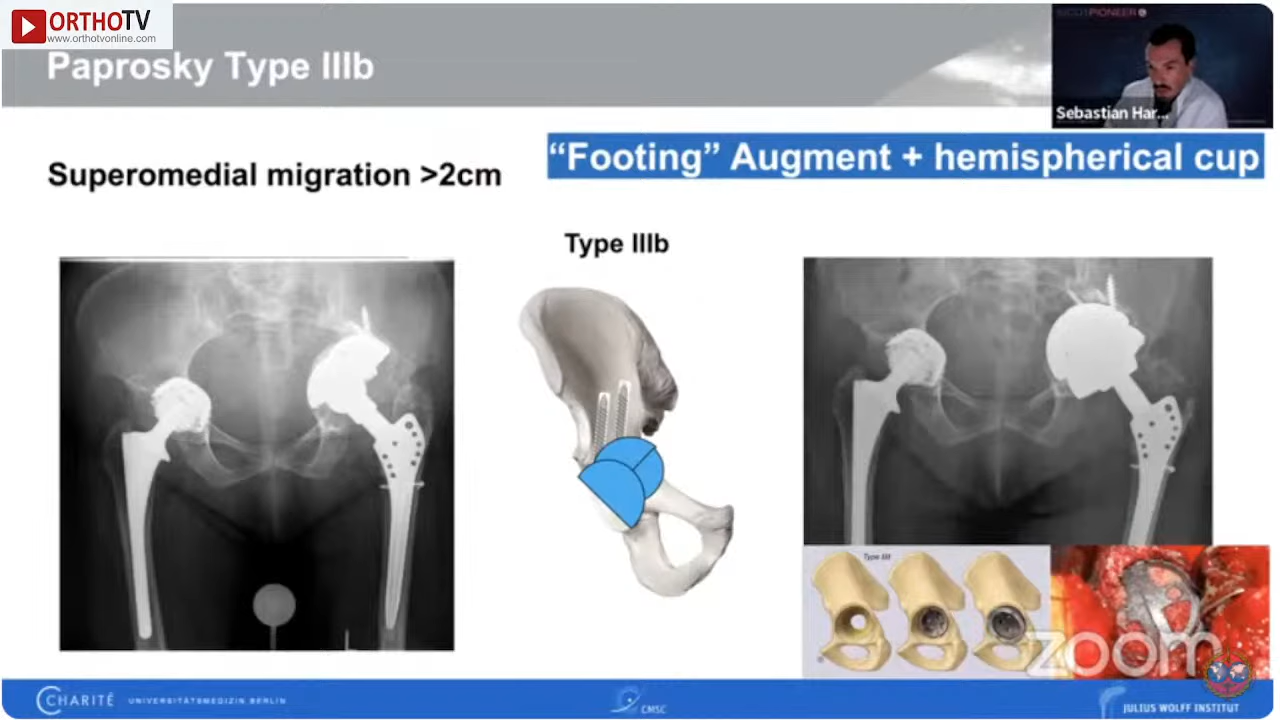 ORTHOTV
www.orthotvonline.com
Paprosky Type IIIb
Sebastian Har...
Superomedial migration >2cm
“Footing” Augment + hemispherical cup
Type IIIb
Type III
zoom
CHARITÉ UNIVERSITÄTSMEDIZIN BERLIN
CMSC
JULIUS WOLFF INSTITUT